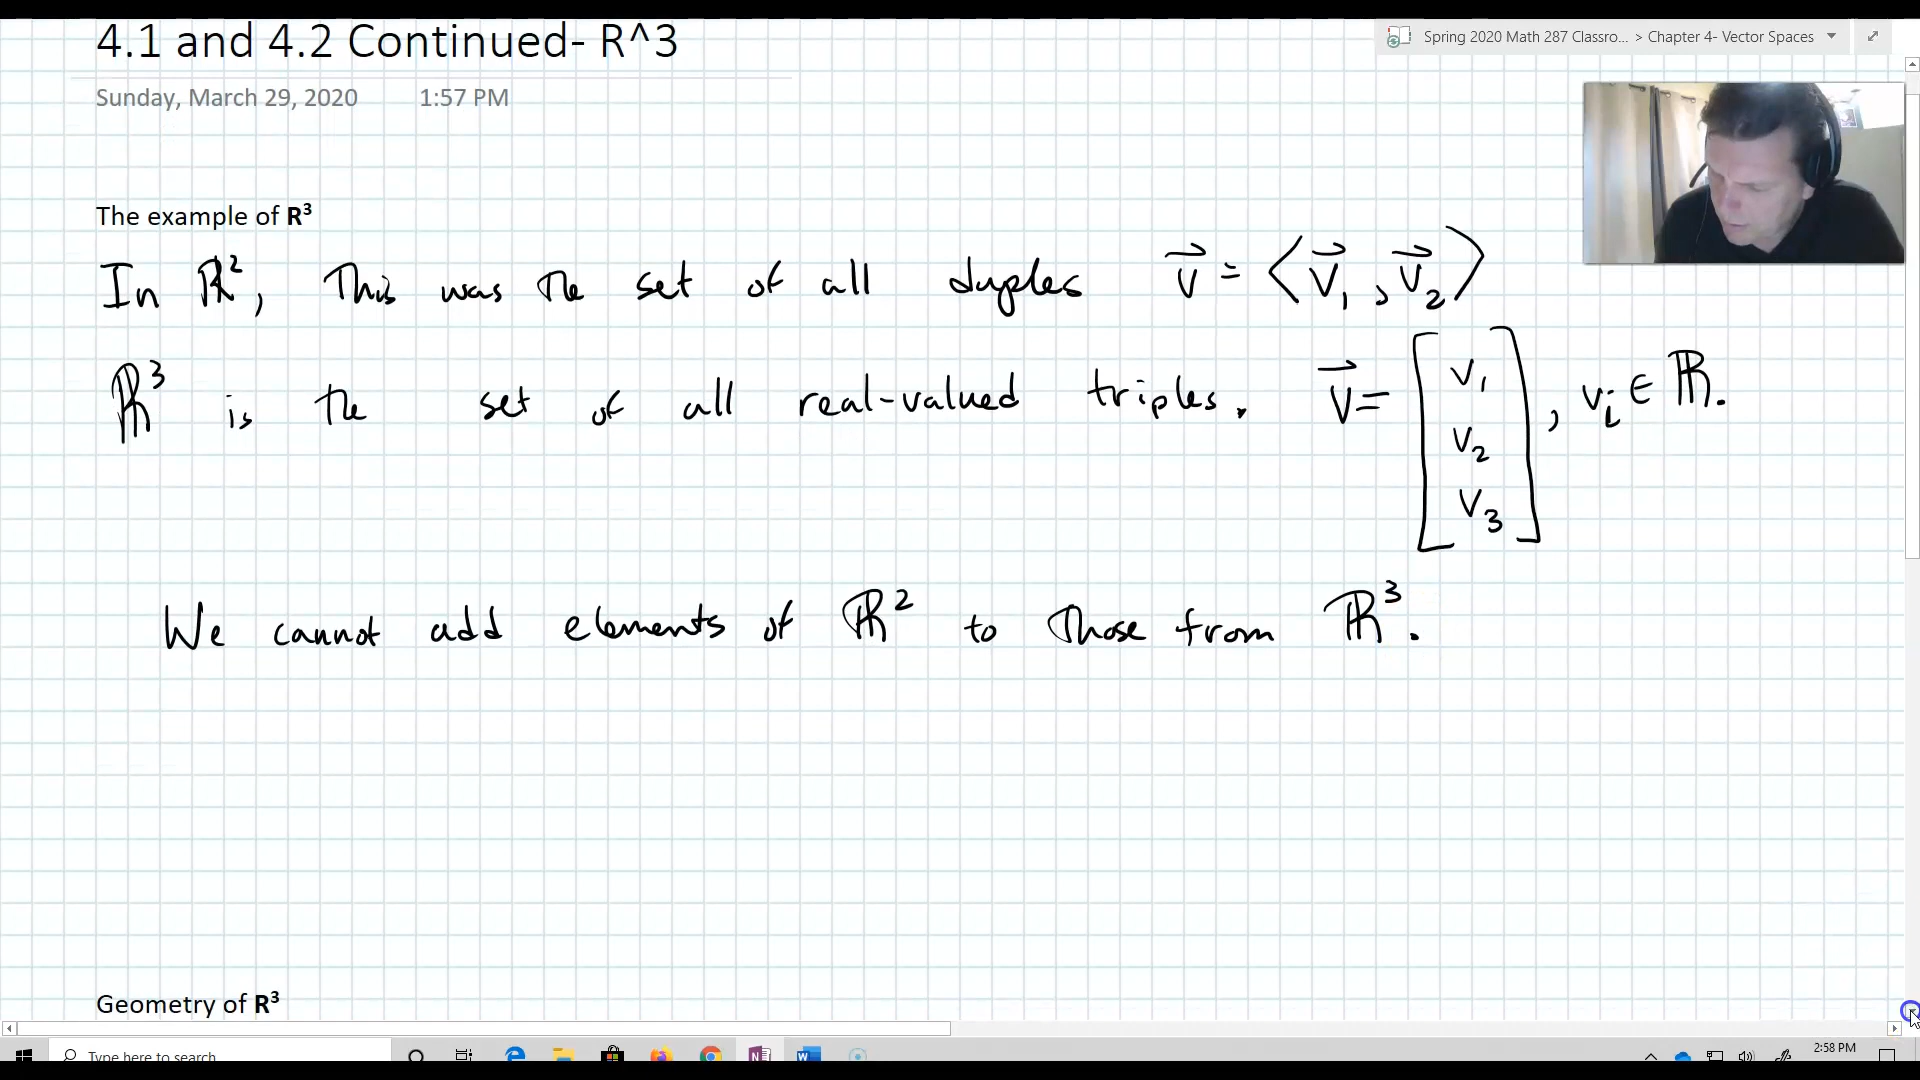 4.1 and 4.2 Continued- R^3
Spring 2020 Math 287 Classro... > Chapter 4- Vector Spaces
Sunday, March 29, 2020 1:57 PM
The example of R³
In ℝ², This was the set of all duples v⃗ = ⟨v⃗₁, v⃗₂⟩
ℝ³ is the set of all real-valued triples. v⃗ = [v₁ v₂ v₃], vᵢ ∈ ℝ.
We cannot add elements of ℝ² to those from ℝ³.
Geometry of R³
Type here to search
2:58 PM